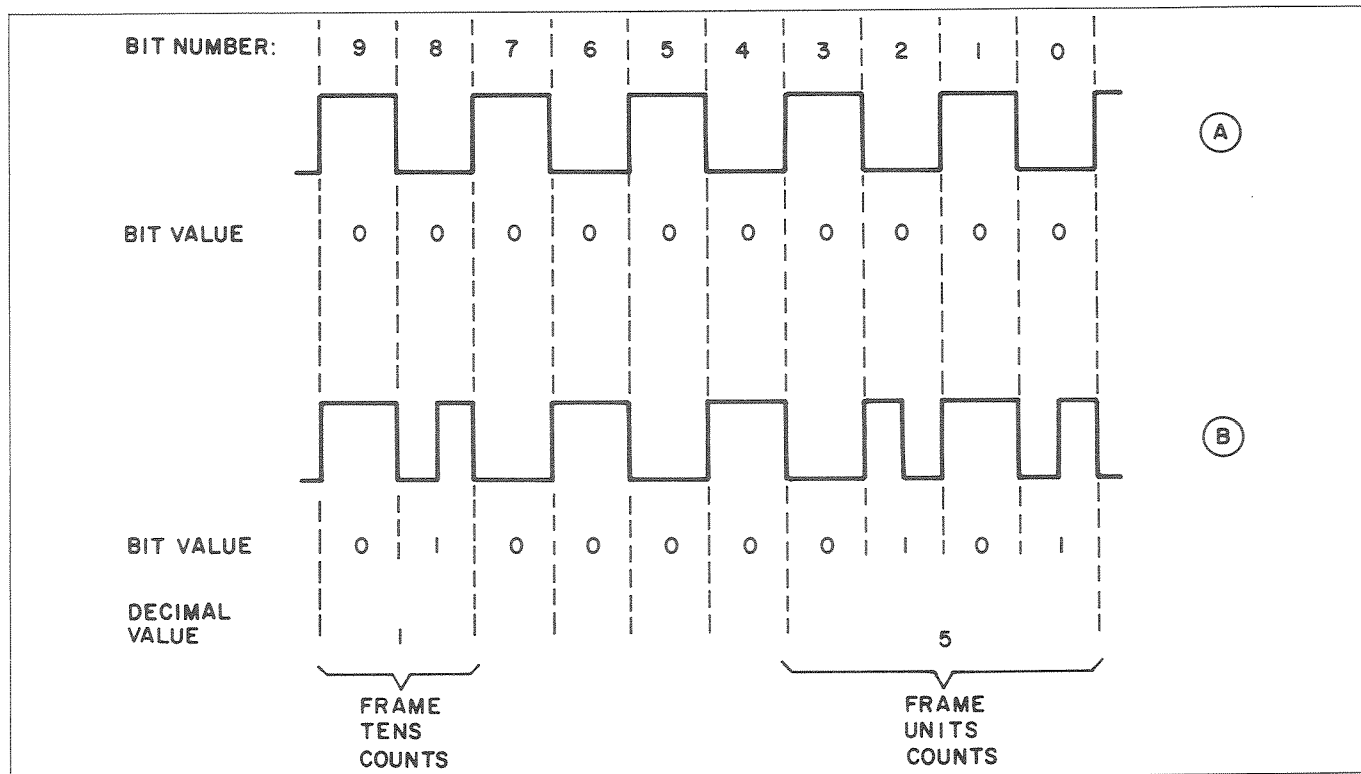 BIT NUMBER: 9 8 7 6 5 4 3 2 1 0
A
BIT VALUE 0 0 0 0 0 0 0 0 0 0
B
BIT VALUE 0 1 0 0 0 0 0 1 0 1
DECIMAL
VALUE 1 5
FRAME
TENS
COUNTS
FRAME
UNITS
COUNTS